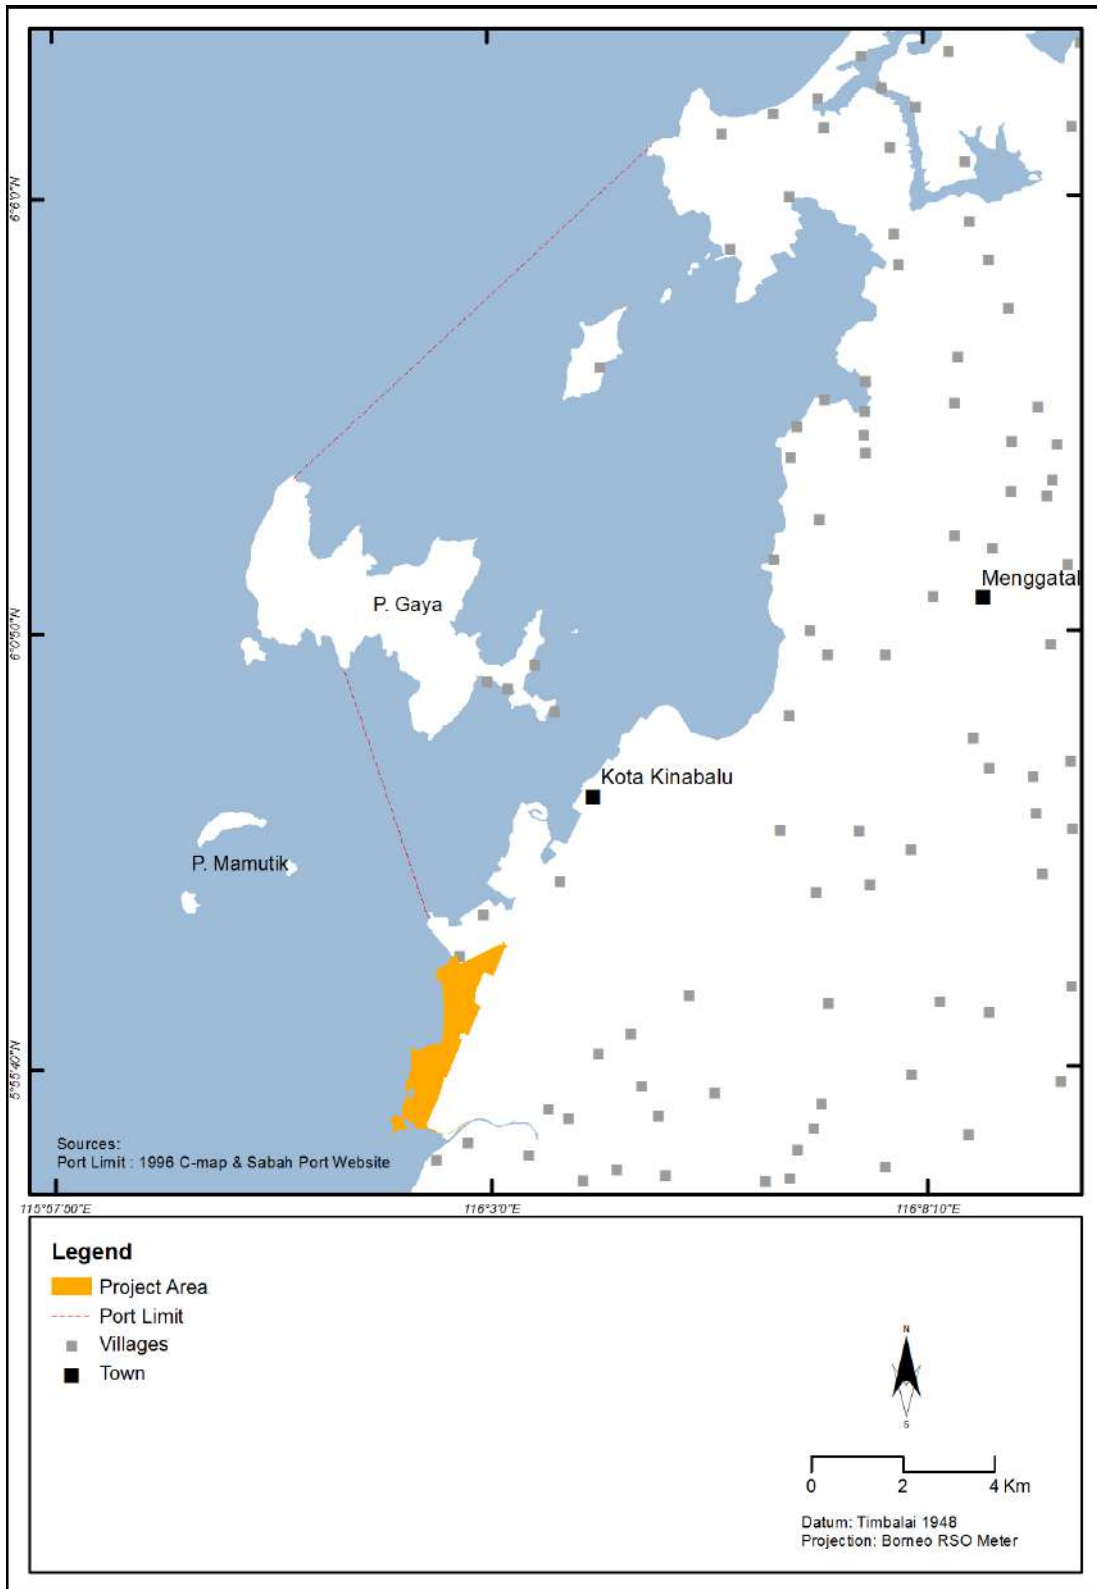 6°6'0"N
P. Gaya
Menggatal
6°0'50"N
Kota Kinabalu
P. Mamutik
5°55'40"N
Sources:
Port Limit : 1996 C-map & Sabah Port Website
115°57'00"E
116°3'0"E
116°8'10"E
Legend
Project Area
Port Limit
Villages
Town
N
S
0 2 4 Km
Datum: Timbalai 1948
Projection: Borneo RSO Meter